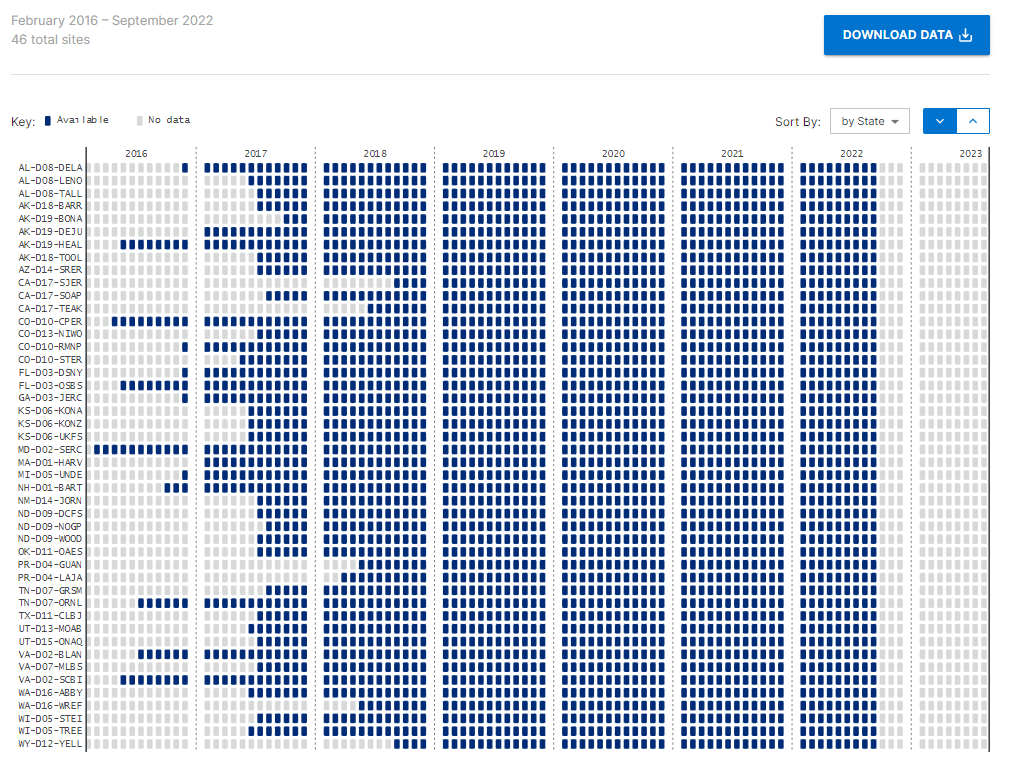 February 2016 – September 2022
46 total sites
DOWNLOAD DATA
Key: Available No data
Sort By: by State
2016 2017 2018 2019 2020 2021 2022 2023
AL-D08-DELA
AL-D08-LENO
AL-D08-TALL
AK-D18-BARR
AK-D19-BONA
AK-D19-DEJU
AK-D19-HEAL
AK-D18-TOOL
AZ-D14-SRER
CA-D17-SJER
CA-D17-SOAP
CA-D17-TEAK
CO-D10-CPER
CO-D13-NIWO
CO-D10-RMNP
CO-D10-STER
FL-D03-DSNY
FL-D03-OSBS
GA-D03-JERC
KS-D06-KONA
KS-D06-KONZ
KS-D06-UKFS
MD-D02-SERC
MA-D01-HARV
MI-D05-UNDE
NH-D01-BART
NM-D14-JORN
ND-D09-DCFS
ND-D09-NOGP
ND-D09-WOOD
OK-D11-OAES
PR-D04-GUAN
PR-D04-LAJA
TN-D07-GRSM
TN-D07-ORNL
TX-D11-CLBJ
UT-D13-MOAB
UT-D15-ONAQ
VA-D02-BLAN
VA-D07-MLBS
VA-D02-SCBI
WA-D16-ABBY
WA-D16-WREF
WI-D05-STEI
WI-D05-TREE
WY-D12-YELL